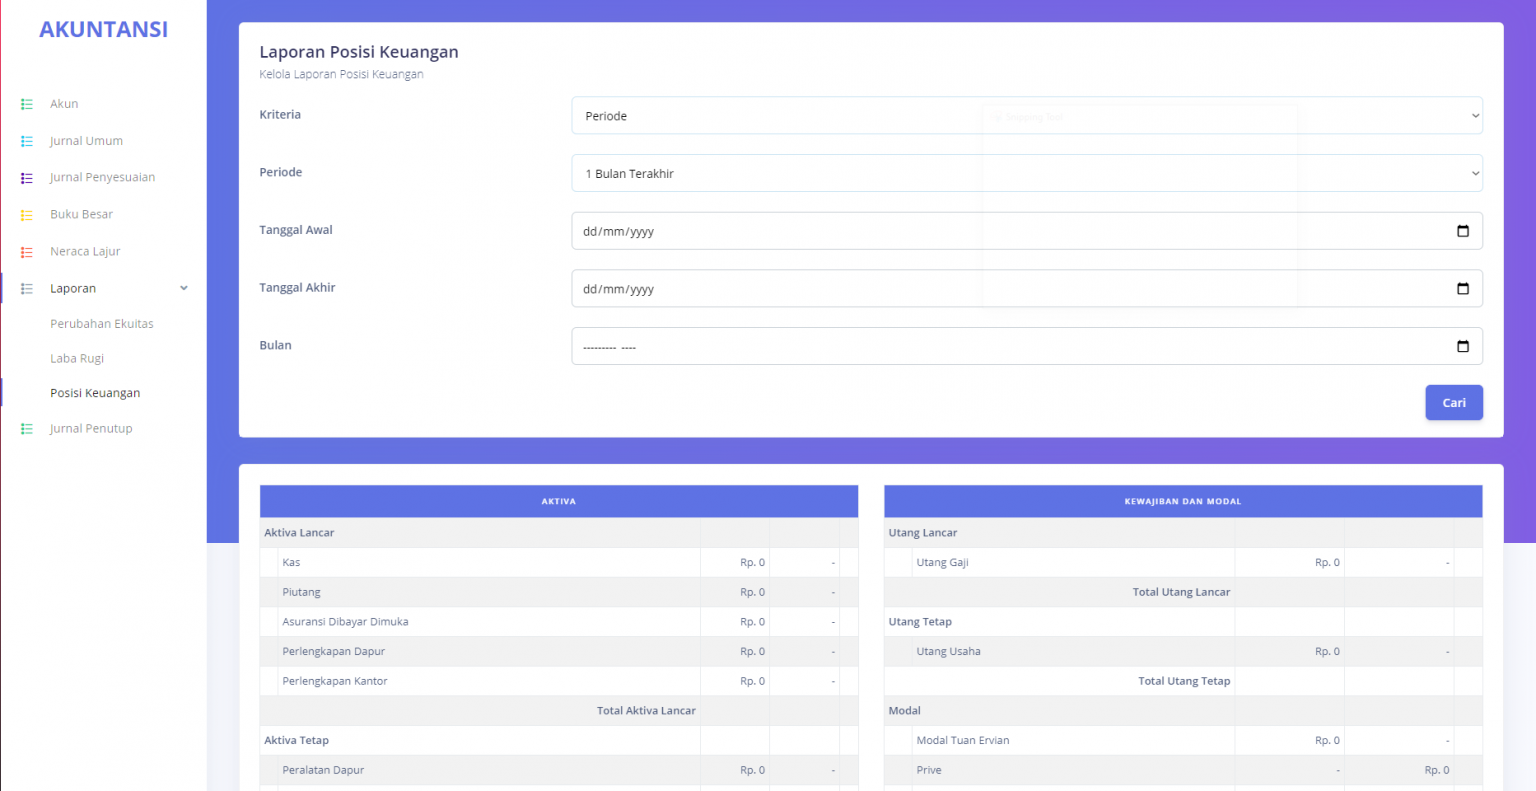 AKUNTANSI
Akun
Jurnal Umum
Jurnal Penyesuaian
Buku Besar
Neraca Lajur
Laporan
Perubahan Ekuitas
Laba Rugi
Posisi Keuangan
Jurnal Penutup
Laporan Posisi Keuangan
Kelola Laporan Posisi Keuangan
Kriteria Periode
Periode 1 Bulan Terakhir
Tanggal Awal dd/mm/yyyy
Tanggal Akhir dd/mm/yyyy
Bulan --------- ----
Cari
AKTIVA
Aktiva Lancar
Kas Rp. 0 -
Piutang Rp. 0 -
Asuransi Dibayar Dimuka Rp. 0 -
Perlengkapan Dapur Rp. 0 -
Perlengkapan Kantor Rp. 0 -
Total Aktiva Lancar
Aktiva Tetap
Peralatan Dapur Rp. 0 -
KEWAJIBAN DAN MODAL
Utang Lancar
Utang Gaji Rp. 0 -
Total Utang Lancar
Utang Tetap
Utang Usaha Rp. 0 -
Total Utang Tetap
Modal
Modal Tuan Ervian Rp. 0 -
Prive - Rp. 0